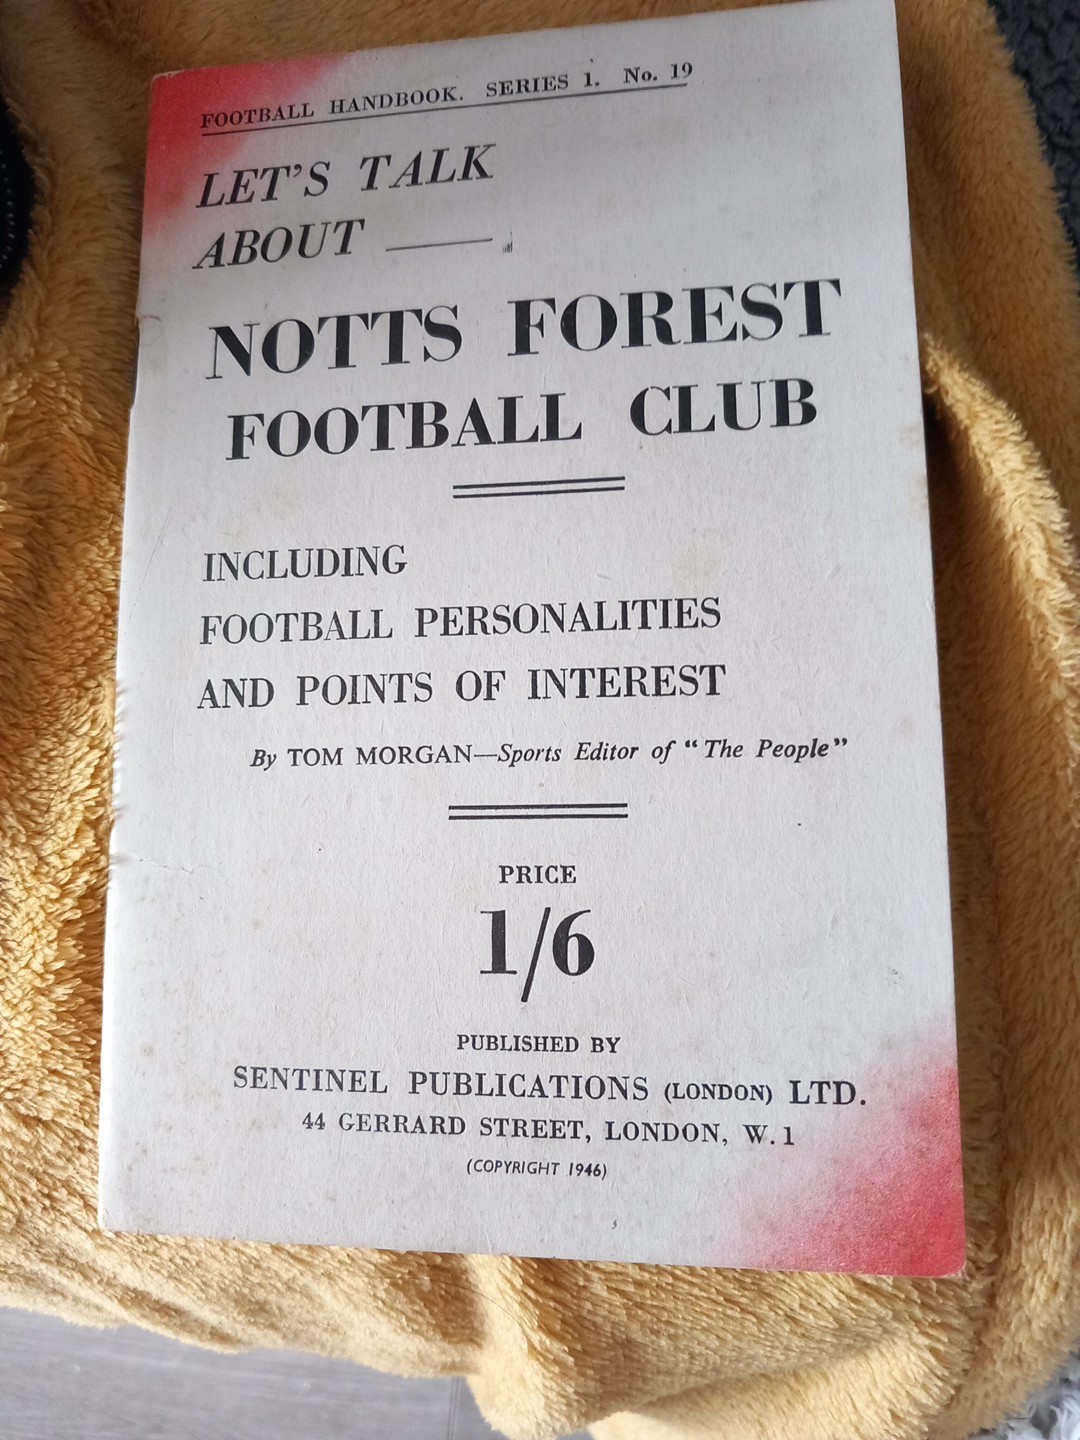 FOOTBALL HANDBOOK. SERIES 1. No. 19
LET'S TALK
ABOUT ——
NOTTS FOREST
FOOTBALL CLUB
INCLUDING
FOOTBALL PERSONALITIES
AND POINTS OF INTEREST
By TOM MORGAN—Sports Editor of "The People"
PRICE
1/6
PUBLISHED BY
SENTINEL PUBLICATIONS (LONDON) LTD.
44 GERRARD STREET, LONDON, W.1
(COPYRIGHT 1946)